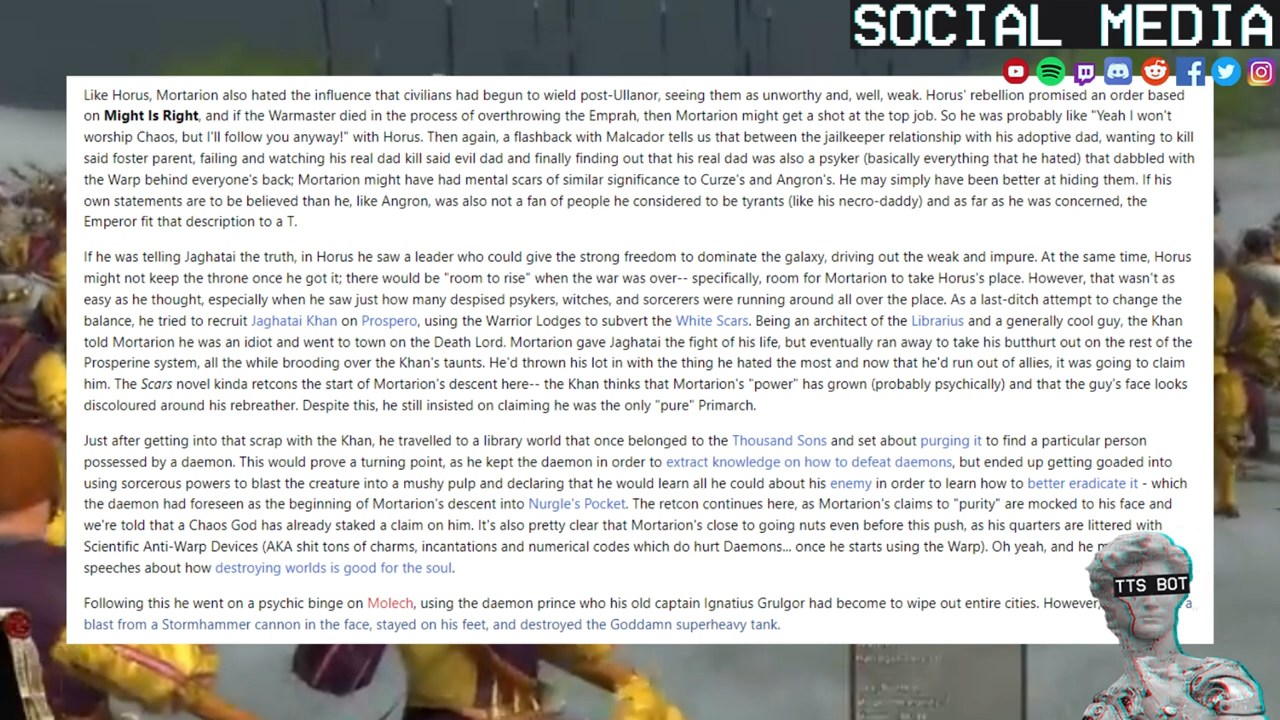 SOCIAL MEDIA
Like Horus, Mortarion also hated the influence that civilians had begun to wield post-Ullanor, seeing them as unworthy and, well, weak. Horus' rebellion promised an order based
on Might Is Right, and if the Warmaster died in the process of overthrowing the Emprah, then Mortarion might get a shot at the top job. So he was probably like "Yeah I won't
worship Chaos, but I'll follow you anyway!" with Horus. Then again, a flashback with Malcador tells us that between the jailkeeper relationship with his adoptive dad, wanting to kill
said foster parent, failing and watching his real dad kill said evil dad and finally finding out that his real dad was also a psyker (basically everything that he hated) that dabbled with
the Warp behind everyone's back; Mortarion might have had mental scars of similar significance to Curze's and Angron's. He may simply have been better at hiding them. If his
own statements are to be believed than he, like Angron, was also not a fan of people he considered to be tyrants (like his necro-daddy) and as far as he was concerned, the
Emperor fit that description to a T.
If he was telling Jaghatai the truth, in Horus he saw a leader who could give the strong freedom to dominate the galaxy, driving out the weak and impure. At the same time, Horus
might not keep the throne once he got it; there would be "room to rise" when the war was over-- specifically, room for Mortarion to take Horus's place. However, that wasn't as
easy as he thought, especially when he saw just how many despised psykers, witches, and sorcerers were running around all over the place. As a last-ditch attempt to change the
balance, he tried to recruit Jaghatai Khan on Prospero, using the Warrior Lodges to subvert the White Scars. Being an architect of the Librarius and a generally cool guy, the Khan
told Mortarion he was an idiot and went to town on the Death Lord. Mortarion gave Jaghatai the fight of his life, but eventually ran away to take his butthurt out on the rest of the
Prosperine system, all the while brooding over the Khan's taunts. He'd thrown his lot in with the thing he hated the most and now that he'd run out of allies, it was going to claim
him. The Scars novel kinda retcons the start of Mortarion's descent here-- the Khan thinks that Mortarion's "power" has grown (probably psychically) and that the guy's face looks
discoloured around his rebreather. Despite this, he still insisted on claiming he was the only "pure" Primarch.
Just after getting into that scrap with the Khan, he travelled to a library world that once belonged to the Thousand Sons and set about purging it to find a particular person
possessed by a daemon. This would prove a turning point, as he kept the daemon in order to extract knowledge on how to defeat daemons, but ended up getting goaded into
using sorcerous powers to blast the creature into a mushy pulp and declaring that he would learn all he could about his enemy in order to learn how to better eradicate it - which
the daemon had foreseen as the beginning of Mortarion's descent into Nurgle's Pocket. The retcon continues here, as Mortarion's claims to "purity" are mocked to his face and
we're told that a Chaos God has already staked a claim on him. It's also pretty clear that Mortarion's close to going nuts even before this push, as his quarters are littered with
Scientific Anti-Warp Devices (AKA shit tons of charms, incantations and numerical codes which do hurt Daemons... once he starts using the Warp). Oh yeah, and he
speeches about how destroying worlds is good for the soul.
TTS BOT
Following this he went on a psychic binge on Molech, using the daemon prince who his old captain Ignatius Grulgor had become to wipe out entire cities. However,
blast from a Stormhammer cannon in the face, stayed on his feet, and destroyed the Goddamn superheavy tank.